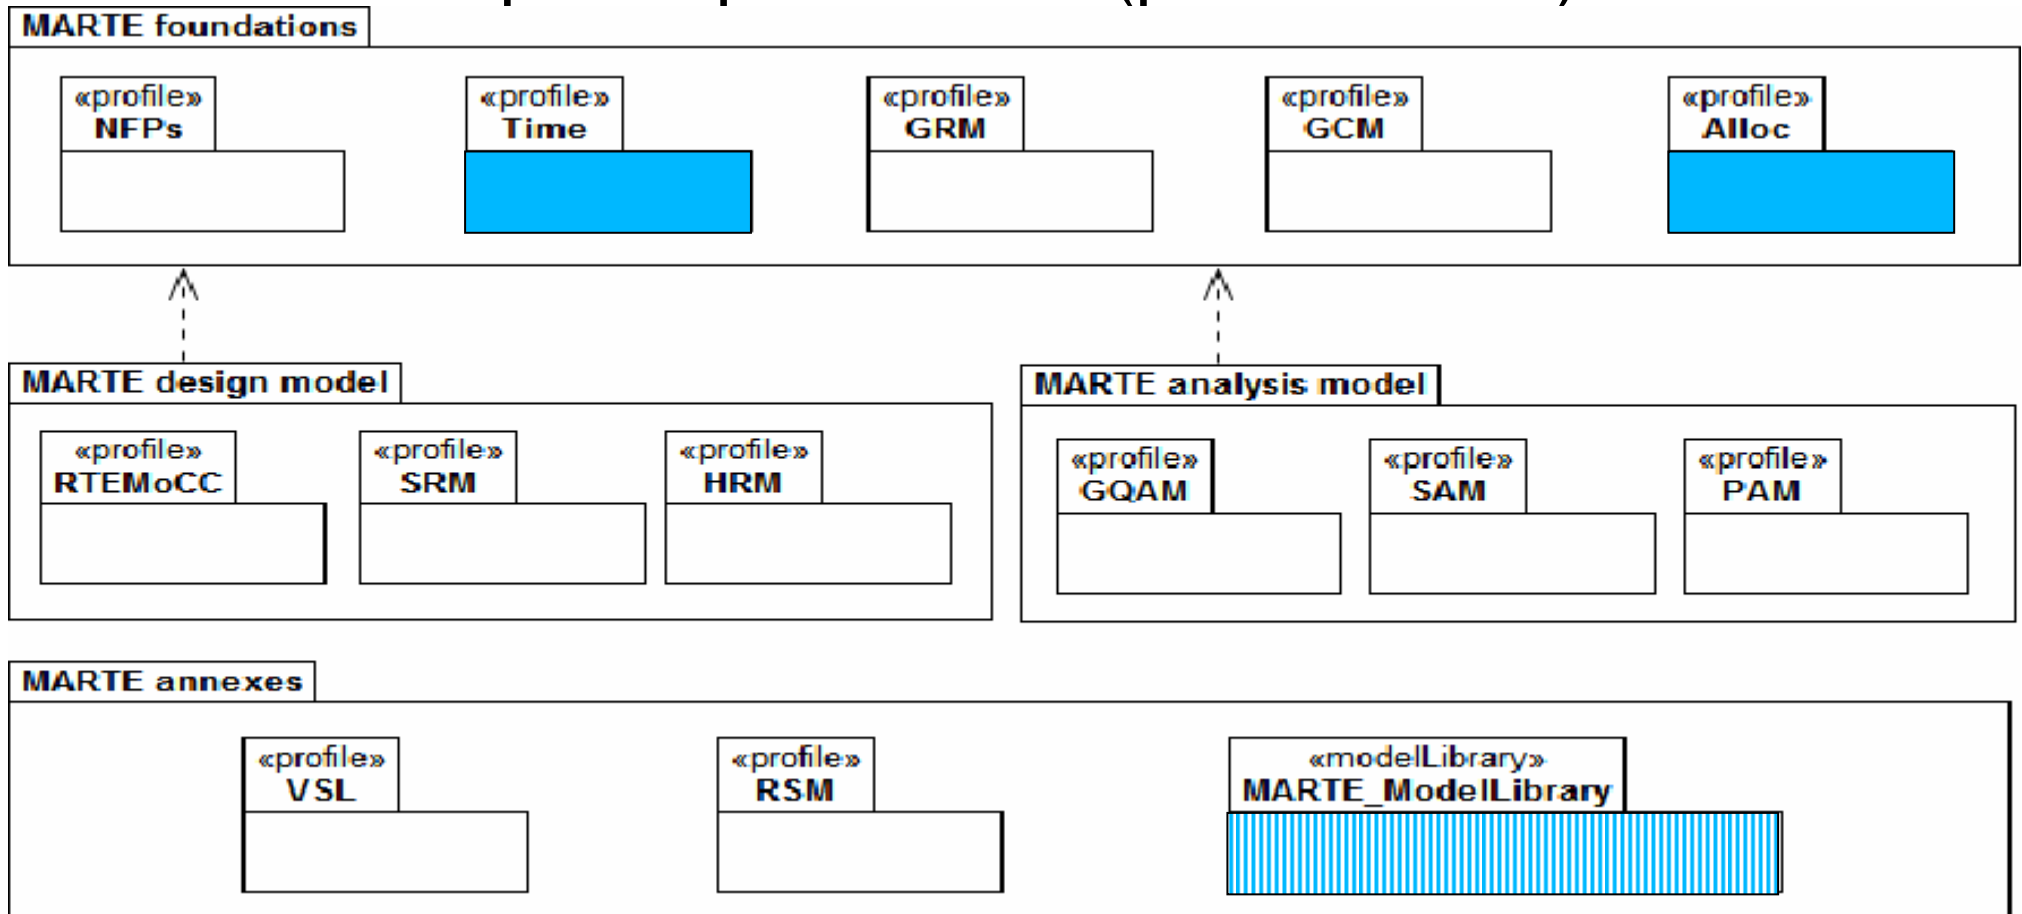 MARTE foundations
«profile»
NFPs
«profile»
Time
«profile»
GRM
«profile»
GCM
«profile»
Alloc
MARTE design model
«profile»
RTEMoCC
«profile»
SRM
«profile»
HRM
MARTE analysis model
«profile»
GQAM
«profile»
SAM
«profile»
PAM
MARTE annexes
«profile»
VSL
«profile»
RSM
«modelLibrary»
MARTE_ModelLibrary